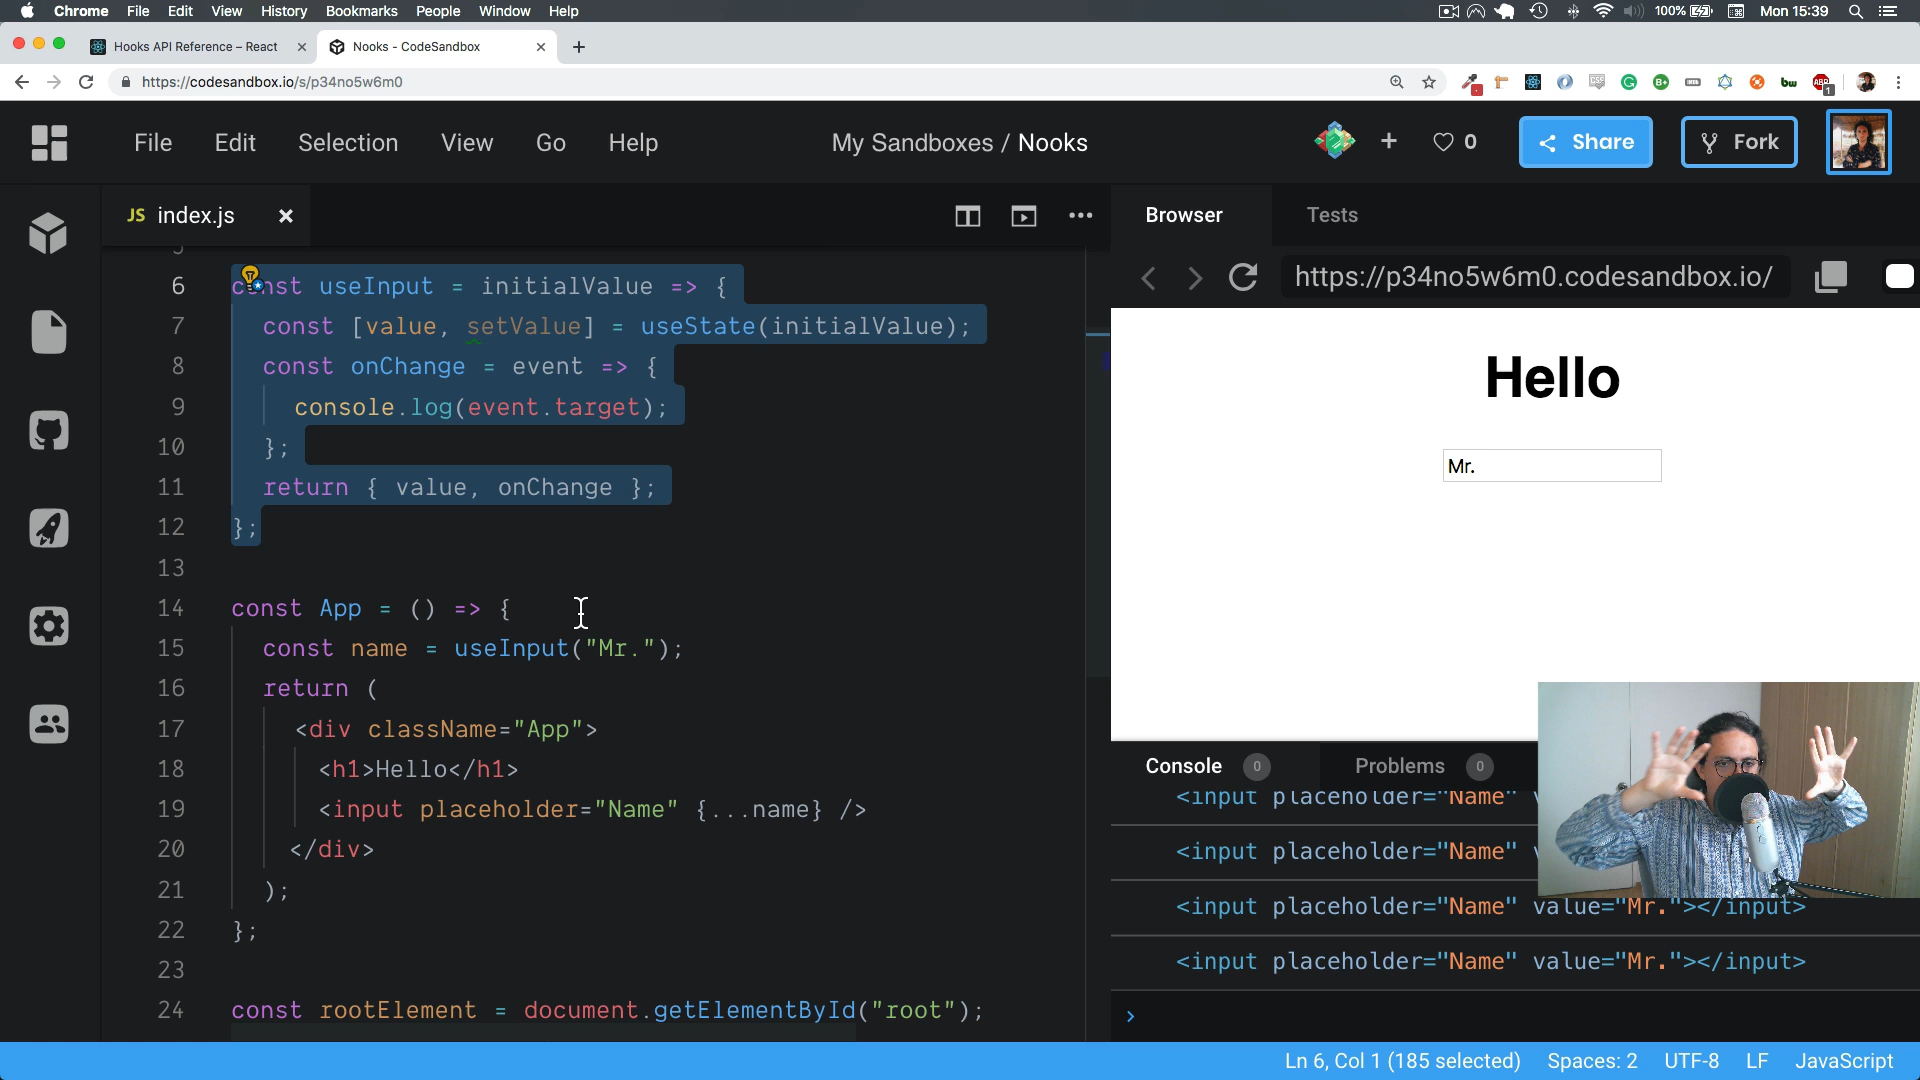 Chrome File Edit View History Bookmarks People Window Help 100% Mon 15:39
Hooks API Reference – React Nooks - CodeSandbox
https://codesandbox.io/s/p34no5w6m0
File Edit Selection View Go Help My Sandboxes / Nooks 0 Share Fork
JS index.js
Browser Tests
https://p34no5w6m0.codesandbox.io/
6 const useInput = initialValue => {
7 const [value, setValue] = useState(initialValue);
8 const onChange = event => {
9 console.log(event.target);
10 };
11 return { value, onChange };
12 };
13
14 const App = () => {
15 const name = useInput("Mr.");
16 return (
17 <div className="App">
18 <h1>Hello</h1>
19 <input placeholder="Name" {...name} />
20 </div>
21 );
22 };
23
24 const rootElement = document.getElementById("root");
Hello
Mr.
Console 0 Problems 0
<input placeholder="Name"
<input placeholder="Name"
<input placeholder="Name" value="Mr."></input>
<input placeholder="Name" value="Mr."></input>
Ln 6, Col 1 (185 selected) Spaces: 2 UTF-8 LF JavaScript